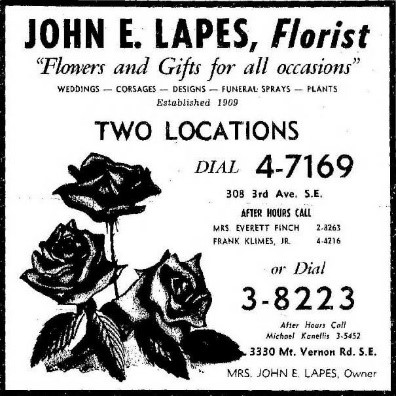 JOHN E. LAPES, Florist
"Flowers and Gifts for all occasions"
WEDDINGS — CORSAGES — DESIGNS — FUNERAL SPRAYS — PLANTS
Established 1909
TWO LOCATIONS
DIAL 4-7169
308 3rd Ave. S.E.
AFTER HOURS CALL
MRS. EVERETT FINCH 2-8263
FRANK KLIMES, JR. 4-4216
or Dial
3-8223
After Hours Call
Michael Kanellis 3-5452
3330 Mt. Vernon Rd. S.E.
MRS. JOHN E. LAPES, Owner